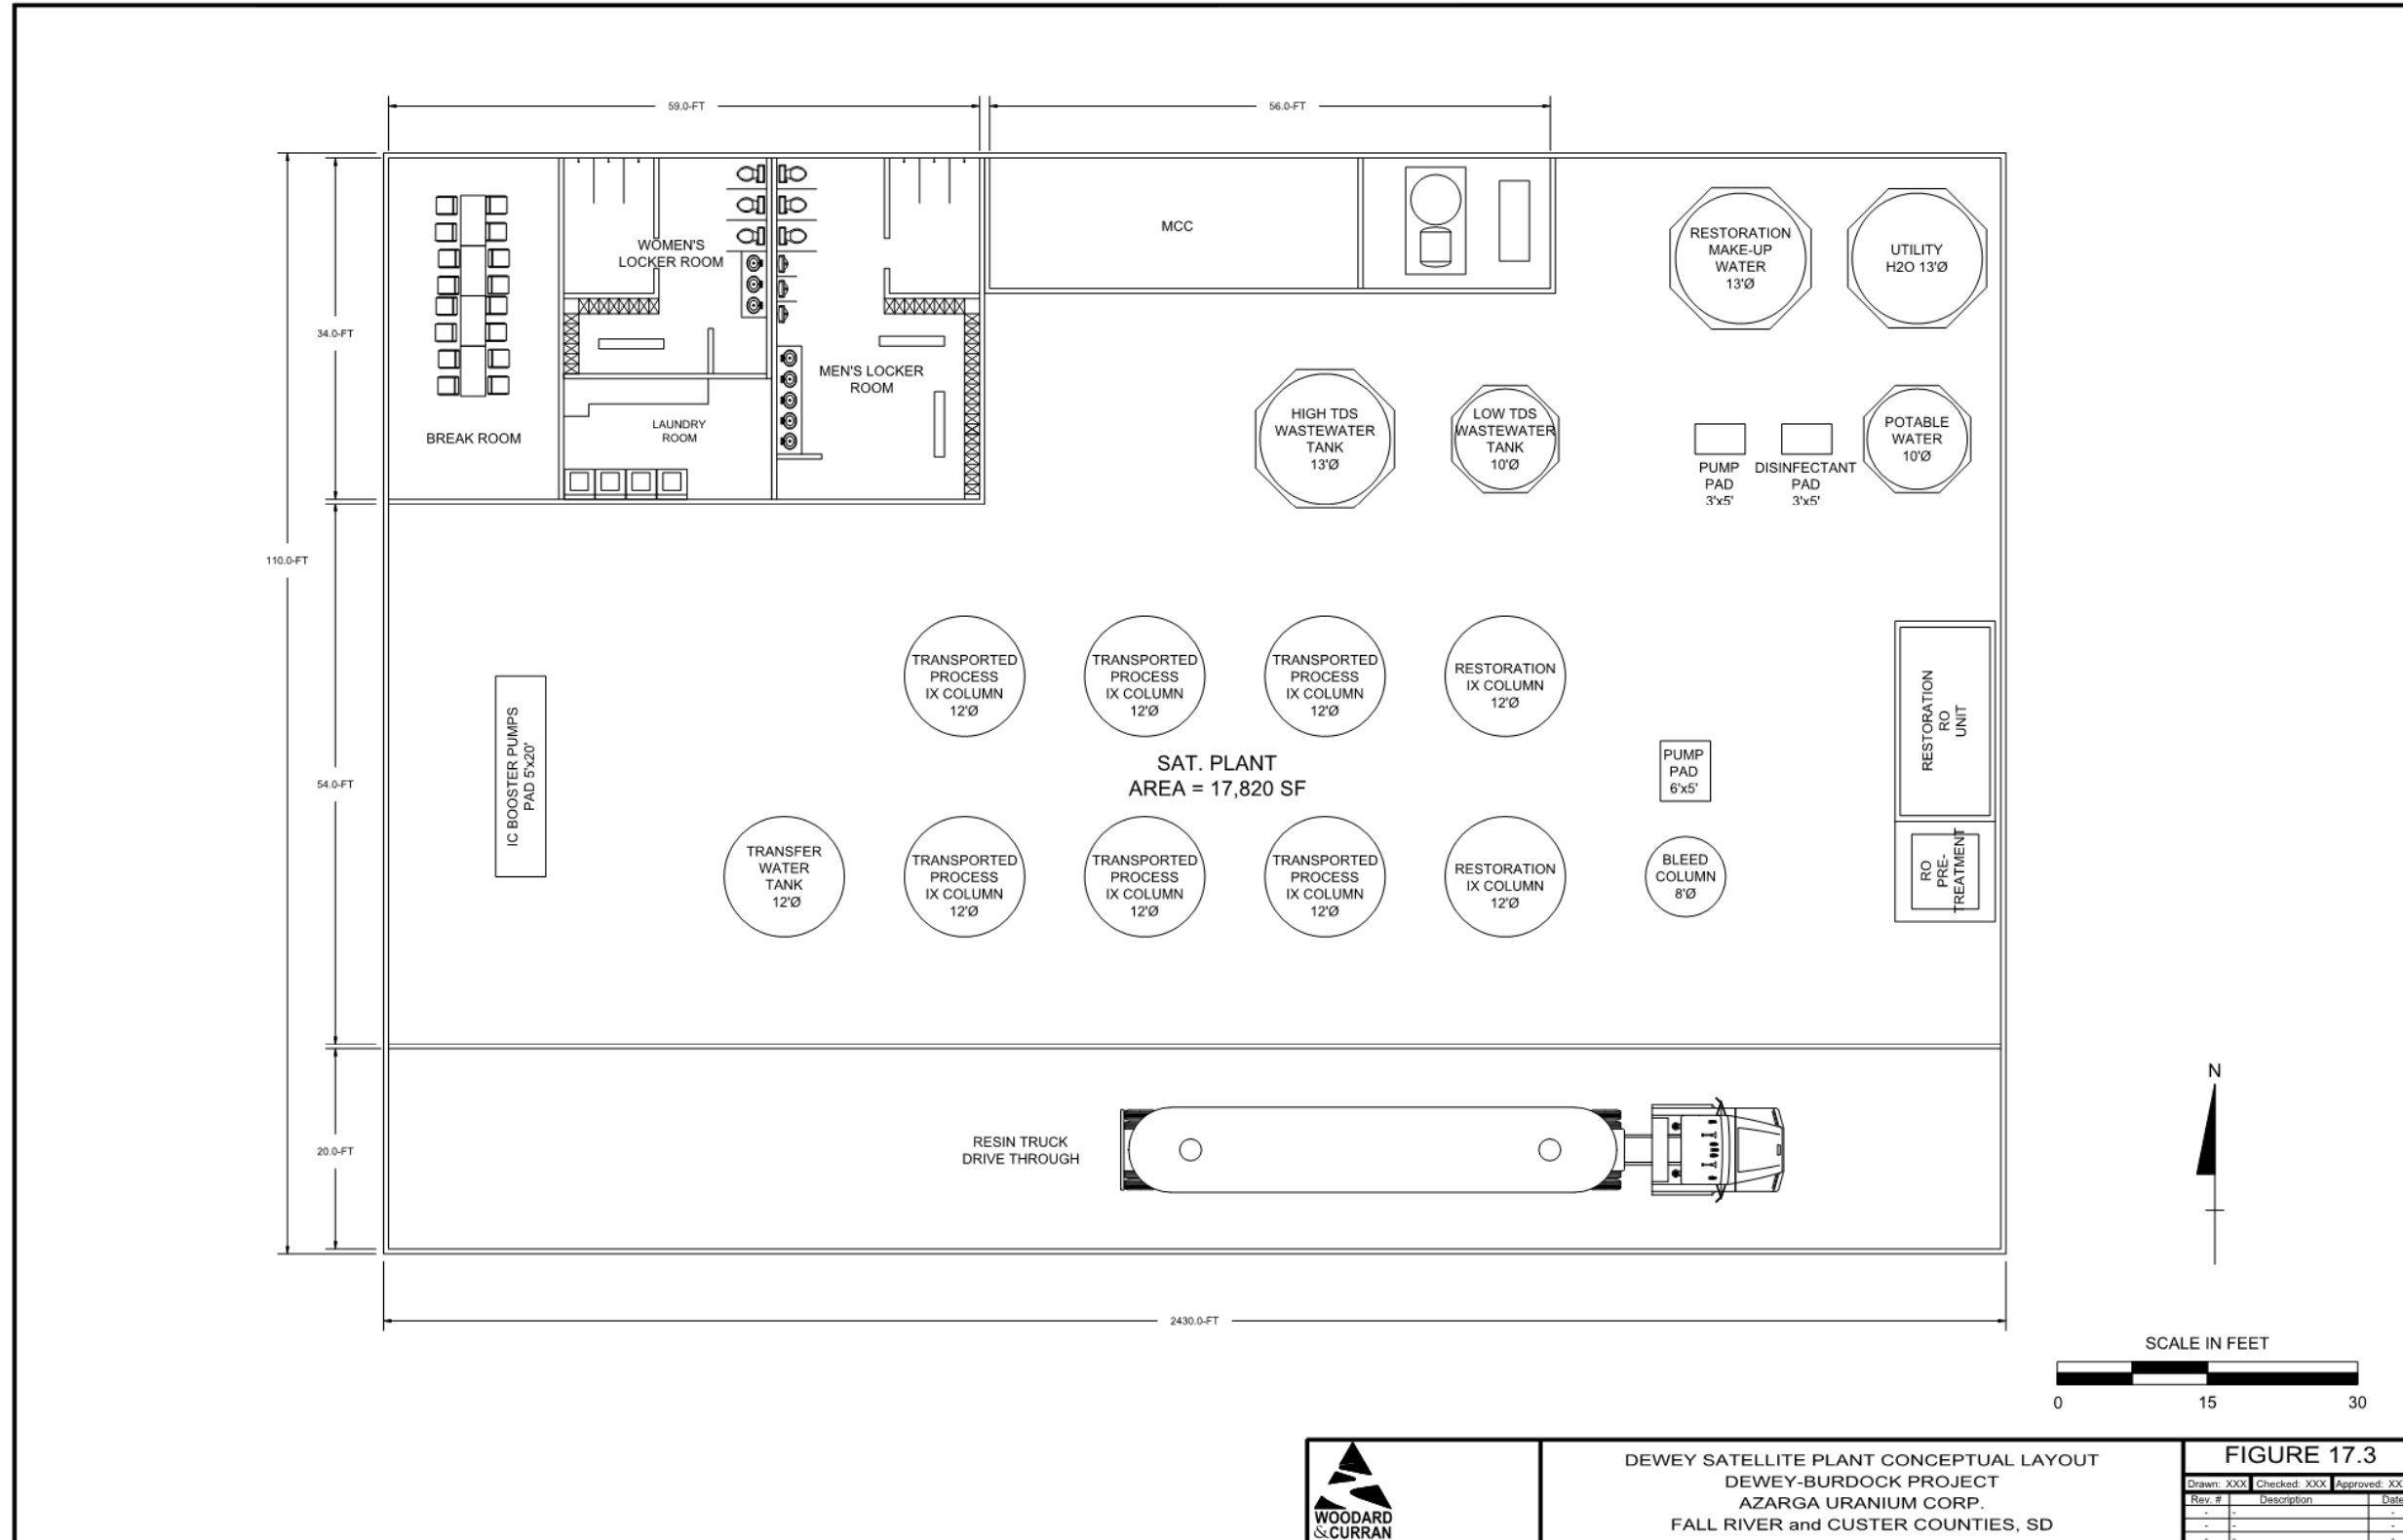 59.0-FT
56.0-FT
MCC
WOMEN'S
LOCKER ROOM
RESTORATION
MAKE-UP
WATER
13'Ø
UTILITY
H2O 13'Ø
34.0-FT
MEN'S LOCKER
ROOM
BREAK ROOM
LAUNDRY
ROOM
HIGH TDS
WASTEWATER
TANK
13'Ø
LOW TDS
WASTEWATER
TANK
10'Ø
PUMP
PAD
3'x5'
DISINFECTANT
PAD
3'x5'
POTABLE
WATER
10'Ø
110.0-FT
54.0-FT
IC BOOSTER PUMPS
PAD 5'x20'
TRANSPORTED
PROCESS
IX COLUMN
12'Ø
TRANSPORTED
PROCESS
IX COLUMN
12'Ø
TRANSPORTED
PROCESS
IX COLUMN
12'Ø
RESTORATION
IX COLUMN
12'Ø
RESTORATION
RO
UNIT
SAT. PLANT
AREA = 17,820 SF
PUMP
PAD
6'x5'
TRANSFER
WATER
TANK
12'Ø
TRANSPORTED
PROCESS
IX COLUMN
12'Ø
TRANSPORTED
PROCESS
IX COLUMN
12'Ø
TRANSPORTED
PROCESS
IX COLUMN
12'Ø
RESTORATION
IX COLUMN
12'Ø
BLEED
COLUMN
8'Ø
RO
PRE-
TREATMENT
20.0-FT
RESIN TRUCK
DRIVE THROUGH
N
2430.0-FT
SCALE IN FEET
0 15 30
WOODARD
&CURRAN
DEWEY SATELLITE PLANT CONCEPTUAL LAYOUT
DEWEY-BURDOCK PROJECT
AZARGA URANIUM CORP.
FALL RIVER and CUSTER COUNTIES, SD
FIGURE 17.3
Drawn: XXX Checked: XXX Approved: XX
Rev. # Description Date